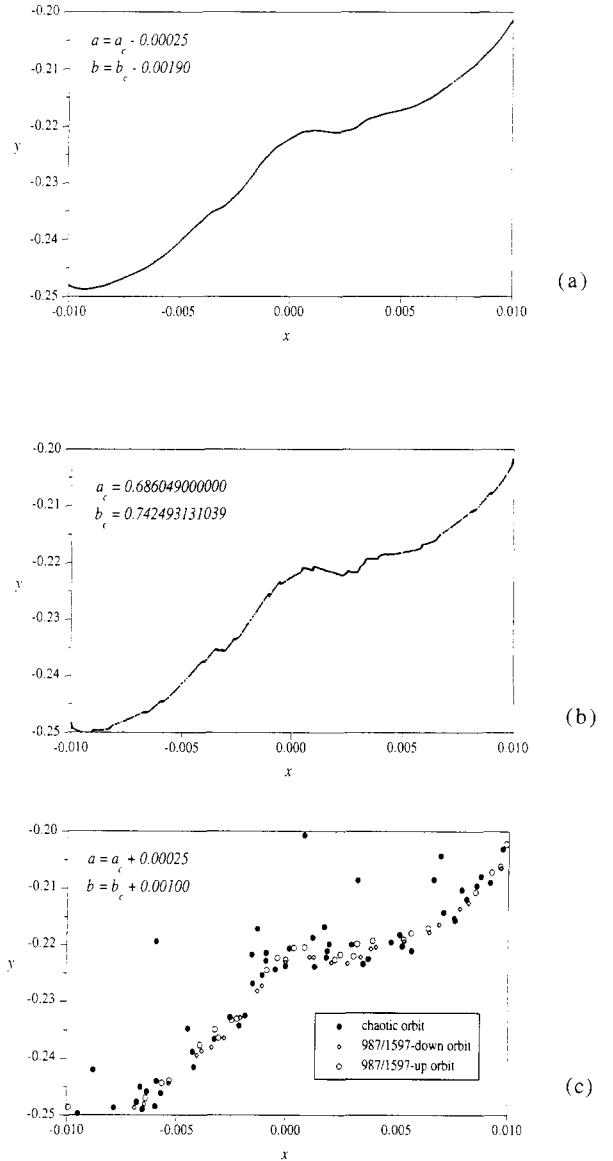 -0.20
a = a_c - 0.00025
b = b_c - 0.00190
-0.21
-0.22
y
-0.23
-0.24
-0.25
-0.010 -0.005 0.000 0.005 0.010
x
(a)
-0.20
a_c = 0.686049000000
b_c = 0.742493131039
-0.21
-0.22
y
-0.23
-0.24
-0.25
-0.010 -0.005 0.000 0.005 0.010
x
(b)
-0.20
a = a_c + 0.00025
b = b_c + 0.00100
-0.21
-0.22
y
-0.23
-0.24
-0.25
chaotic orbit
987/1597-down orbit
987/1597-up orbit
-0.010 -0.005 0.000 0.005 0.010
x
(c)